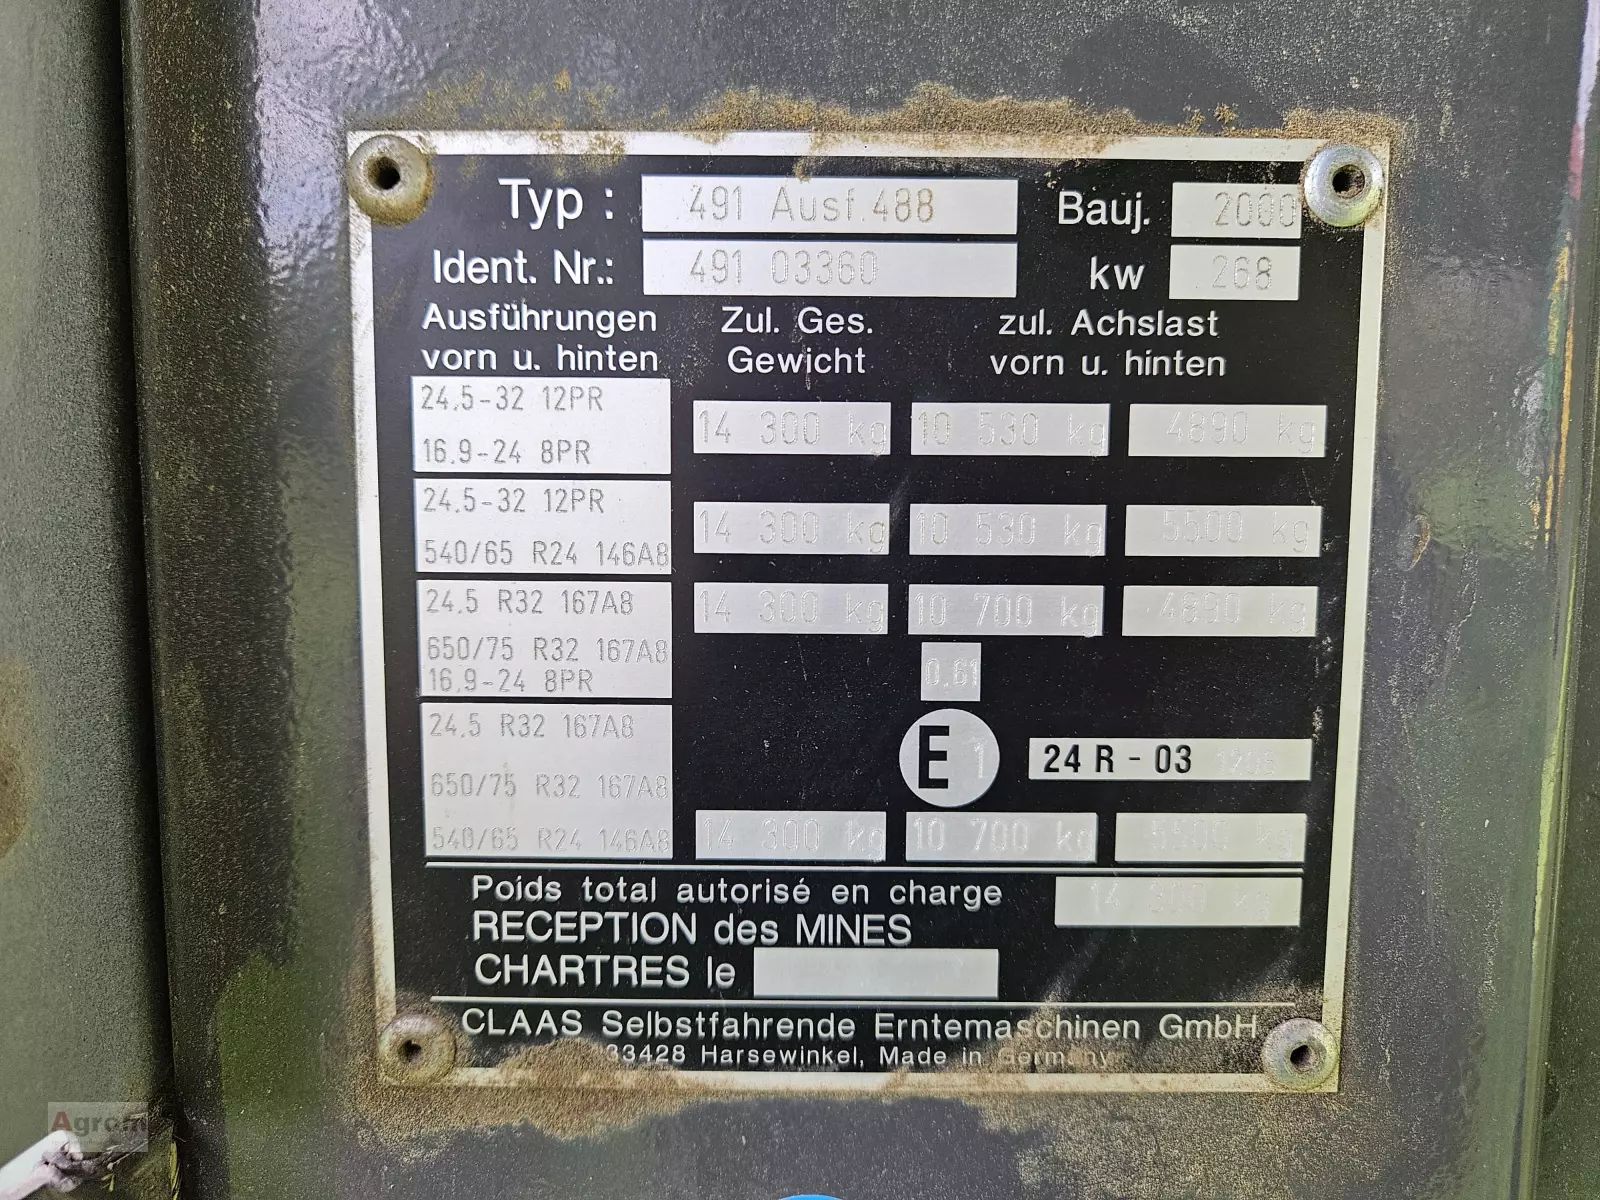 Typ : 491 Ausf.488 Bauj. 2000
Ident. Nr.: 491 03360 kw 268
Ausführungen vorn u. hinten
Zul. Ges. Gewicht
zul. Achslast vorn u. hinten
24.5-32 12PR
16.9-24 8PR
14 300 kg 10 530 kg 4890 kg
24.5-32 12PR
540/65 R24 146A8
14 300 kg 10 530 kg 5500 kg
24.5 R32 167A8
650/75 R32 167A8
16.9-24 8PR
14 300 kg 10 700 kg 4890 kg
0.61
24.5 R32 167A8
650/75 R32 167A8
540/65 R24 146A8
E 1 24 R - 03
14 300 kg 10 700 kg 5500 kg
Poids total autorisé en charge 14 300 kg
RECEPTION des MINES
CHARTRES le
CLAAS Selbstfahrende Erntemaschinen GmbH
33428 Harsewinkel, Made in Germany